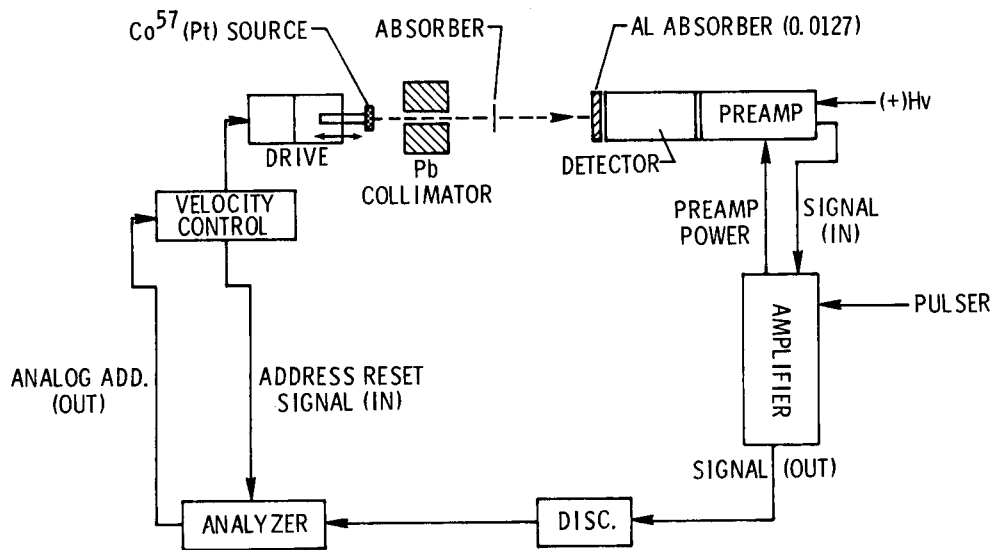 Co57 (Pt) SOURCE
ABSORBER
AL ABSORBER (0.0127)
PREAMP
(+)Hv
DRIVE
Pb
COLLIMATOR
DETECTOR
VELOCITY
CONTROL
PREAMP
POWER
SIGNAL
(IN)
AMPLIFIER
PULSER
ANALOG ADD.
(OUT)
ADDRESS RESET
SIGNAL (IN)
SIGNAL (OUT)
ANALYZER
DISC.